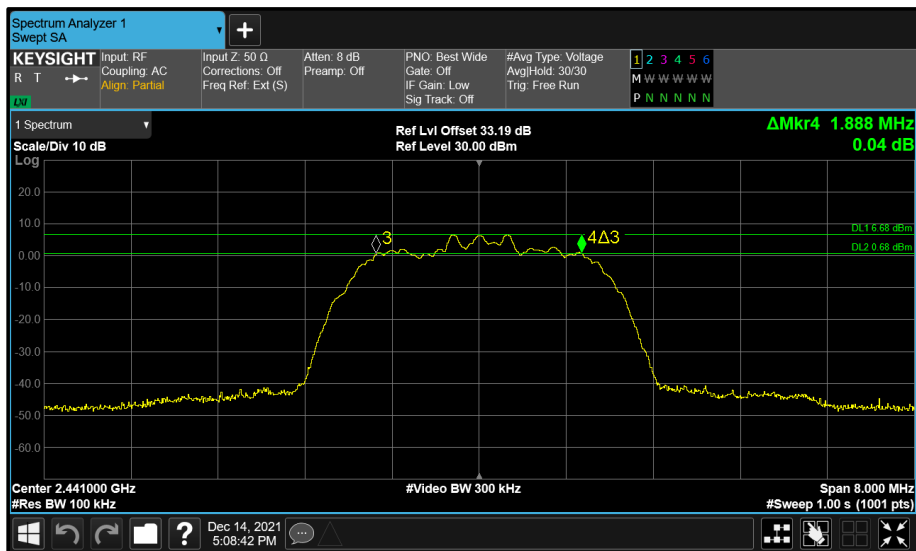 Spectrum Analyzer 1
Swept SA
+
KEYSIGHT
R T
LXI
Input: RF
Coupling: AC
Align: Partial
Input Z: 50 Ω
Corrections: Off
Freq Ref: Ext (S)
Atten: 8 dB
Preamp: Off
PNO: Best Wide
Gate: Off
IF Gain: Low
Sig Track: Off
#Avg Type: Voltage
Avg|Hold: 30/30
Trig: Free Run
1 2 3 4 5 6
M W W W W W
P N N N N N
1 Spectrum
Scale/Div 10 dB
Ref Lvl Offset 33.19 dB
Ref Level 30.00 dBm
ΔMkr4 1.888 MHz
0.04 dB
Log
20.0
10.0
0.00
-10.0
-20.0
-30.0
-40.0
-50.0
-60.0
3
4Δ3
DL1 6.68 dBm
DL2 0.68 dBm
Center 2.441000 GHz
#Video BW 300 kHz
Span 8.000 MHz
#Res BW 100 kHz
#Sweep 1.00 s (1001 pts)
?
Dec 14, 2021
5:08:42 PM